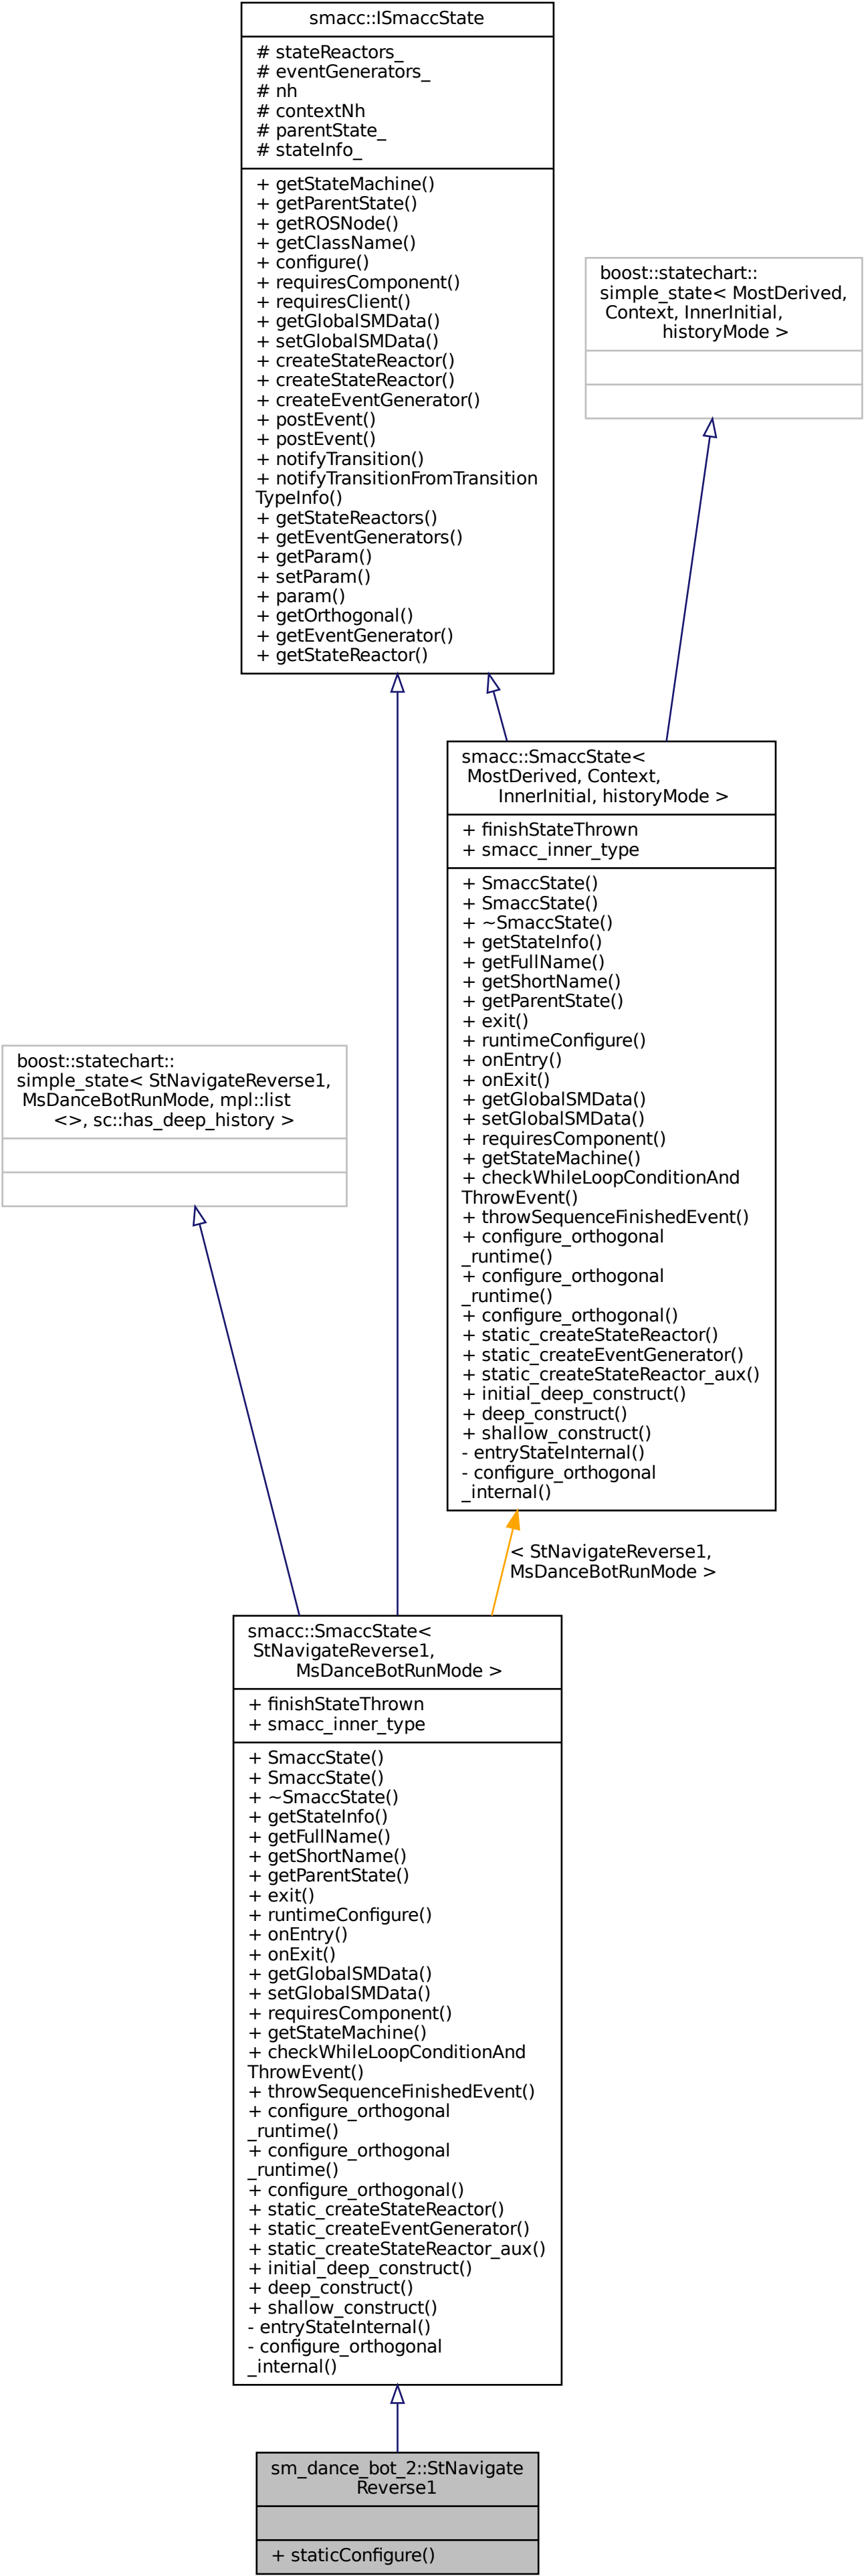 smacc::ISmaccState
# stateReactors_
# eventGenerators_
# nh
# contextNh
# parentState_
# stateInfo_
+ getStateMachine()
+ getParentState()
+ getROSNode()
+ getClassName()
+ configure()
+ requiresComponent()
+ requiresClient()
+ getGlobalSMData()
+ setGlobalSMData()
+ createStateReactor()
+ createStateReactor()
+ createEventGenerator()
+ postEvent()
+ postEvent()
+ notifyTransition()
+ notifyTransitionFromTransition
TypeInfo()
+ getStateReactors()
+ getEventGenerators()
+ getParam()
+ setParam()
+ param()
+ getOrthogonal()
+ getEventGenerator()
+ getStateReactor()
boost::statechart::
simple_state< MostDerived,
Context, InnerInitial,
historyMode >
smacc::SmaccState<
MostDerived, Context,
InnerInitial, historyMode >
+ finishStateThrown
+ smacc_inner_type
+ SmaccState()
+ SmaccState()
+ ~SmaccState()
+ getStateInfo()
+ getFullName()
+ getShortName()
+ getParentState()
+ exit()
+ runtimeConfigure()
+ onEntry()
+ onExit()
+ getGlobalSMData()
+ setGlobalSMData()
+ requiresComponent()
+ getStateMachine()
+ checkWhileLoopConditionAnd
ThrowEvent()
+ throwSequenceFinishedEvent()
+ configure_orthogonal
_runtime()
+ configure_orthogonal
_runtime()
+ configure_orthogonal()
+ static_createStateReactor()
+ static_createEventGenerator()
+ static_createStateReactor_aux()
+ initial_deep_construct()
+ deep_construct()
+ shallow_construct()
- entryStateInternal()
- configure_orthogonal
_internal()
boost::statechart::
simple_state< StNavigateReverse1,
MsDanceBotRunMode, mpl::list
<>, sc::has_deep_history >
< StNavigateReverse1,
MsDanceBotRunMode >
smacc::SmaccState<
StNavigateReverse1,
MsDanceBotRunMode >
+ finishStateThrown
+ smacc_inner_type
+ SmaccState()
+ SmaccState()
+ ~SmaccState()
+ getStateInfo()
+ getFullName()
+ getShortName()
+ getParentState()
+ exit()
+ runtimeConfigure()
+ onEntry()
+ onExit()
+ getGlobalSMData()
+ setGlobalSMData()
+ requiresComponent()
+ getStateMachine()
+ checkWhileLoopConditionAnd
ThrowEvent()
+ throwSequenceFinishedEvent()
+ configure_orthogonal
_runtime()
+ configure_orthogonal
_runtime()
+ configure_orthogonal()
+ static_createStateReactor()
+ static_createEventGenerator()
+ static_createStateReactor_aux()
+ initial_deep_construct()
+ deep_construct()
+ shallow_construct()
- entryStateInternal()
- configure_orthogonal
_internal()
sm_dance_bot_2::StNavigate
Reverse1
+ staticConfigure()